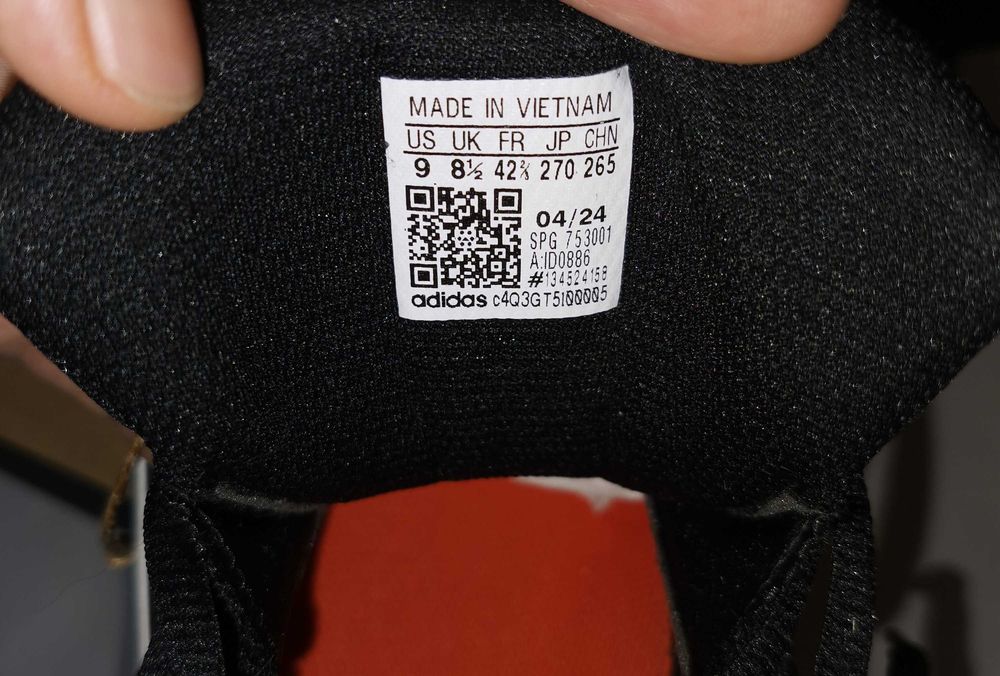 MADE IN VIETNAM
US UK FR JP CHN
9 8½ 42⅔ 270 265
04/24
SPG 753001
A:ID0886
#134524158
adidas c4Q3GT5I00005